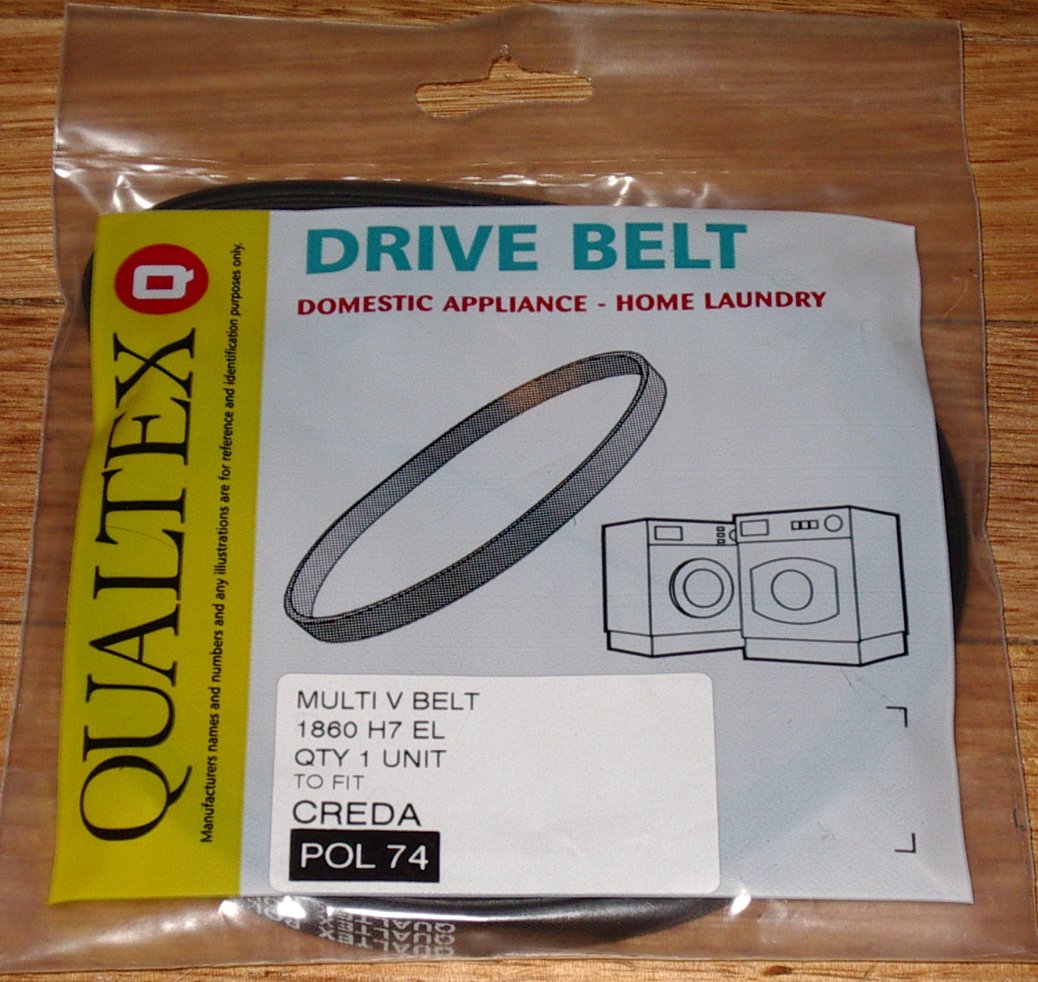 DRIVE BELT
DOMESTIC APPLIANCE - HOME LAUNDRY
Q
QUALTEX
Manufacturers names and numbers and any illustrations are for reference and identification purposes only.
MULTI V BELT
1860 H7 EL
QTY 1 UNIT
TO FIT
CREDA
POL 74